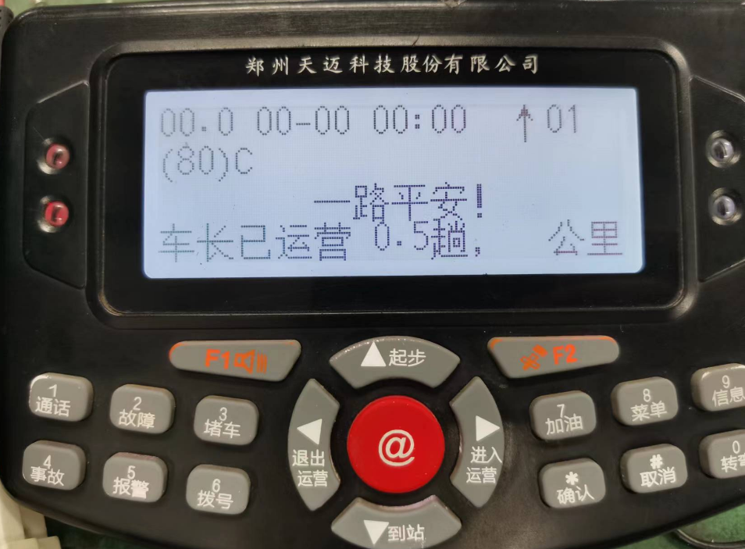 郑州天迈科技股份有限公司
00.0 00-00 00:00 ↑01
(80)C
一路平安!
车长已运营 0.5趟, 公里
F1
F2
起步
1
通话
2
故障
3
堵车
退出
运营
@
进入
运营
7
加油
8
菜单
9
信息
4
事故
5
报警
6
拨号
到站
*
确认
#
取消
0